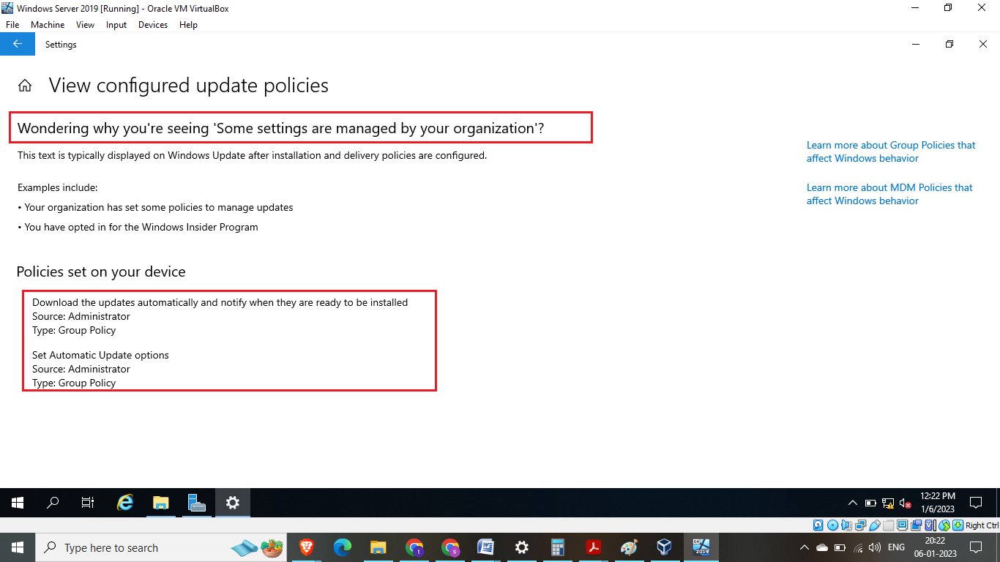 Windows Server 2019 [Running] - Oracle VM VirtualBox
File Machine View Input Devices Help
Settings
View configured update policies
Wondering why you're seeing 'Some settings are managed by your organization'?
This text is typically displayed on Windows Update after installation and delivery policies are configured.
Examples include:
• Your organization has set some policies to manage updates
• You have opted in for the Windows Insider Program
Learn more about Group Policies that
affect Windows behavior
Learn more about MDM Policies that
affect Windows behavior
Policies set on your device
Download the updates automatically and notify when they are ready to be installed
Source: Administrator
Type: Group Policy
Set Automatic Update options
Source: Administrator
Type: Group Policy
12:22 PM
1/6/2023
Right Ctrl
Type here to search
2019
ENG
20:22
06-01-2023